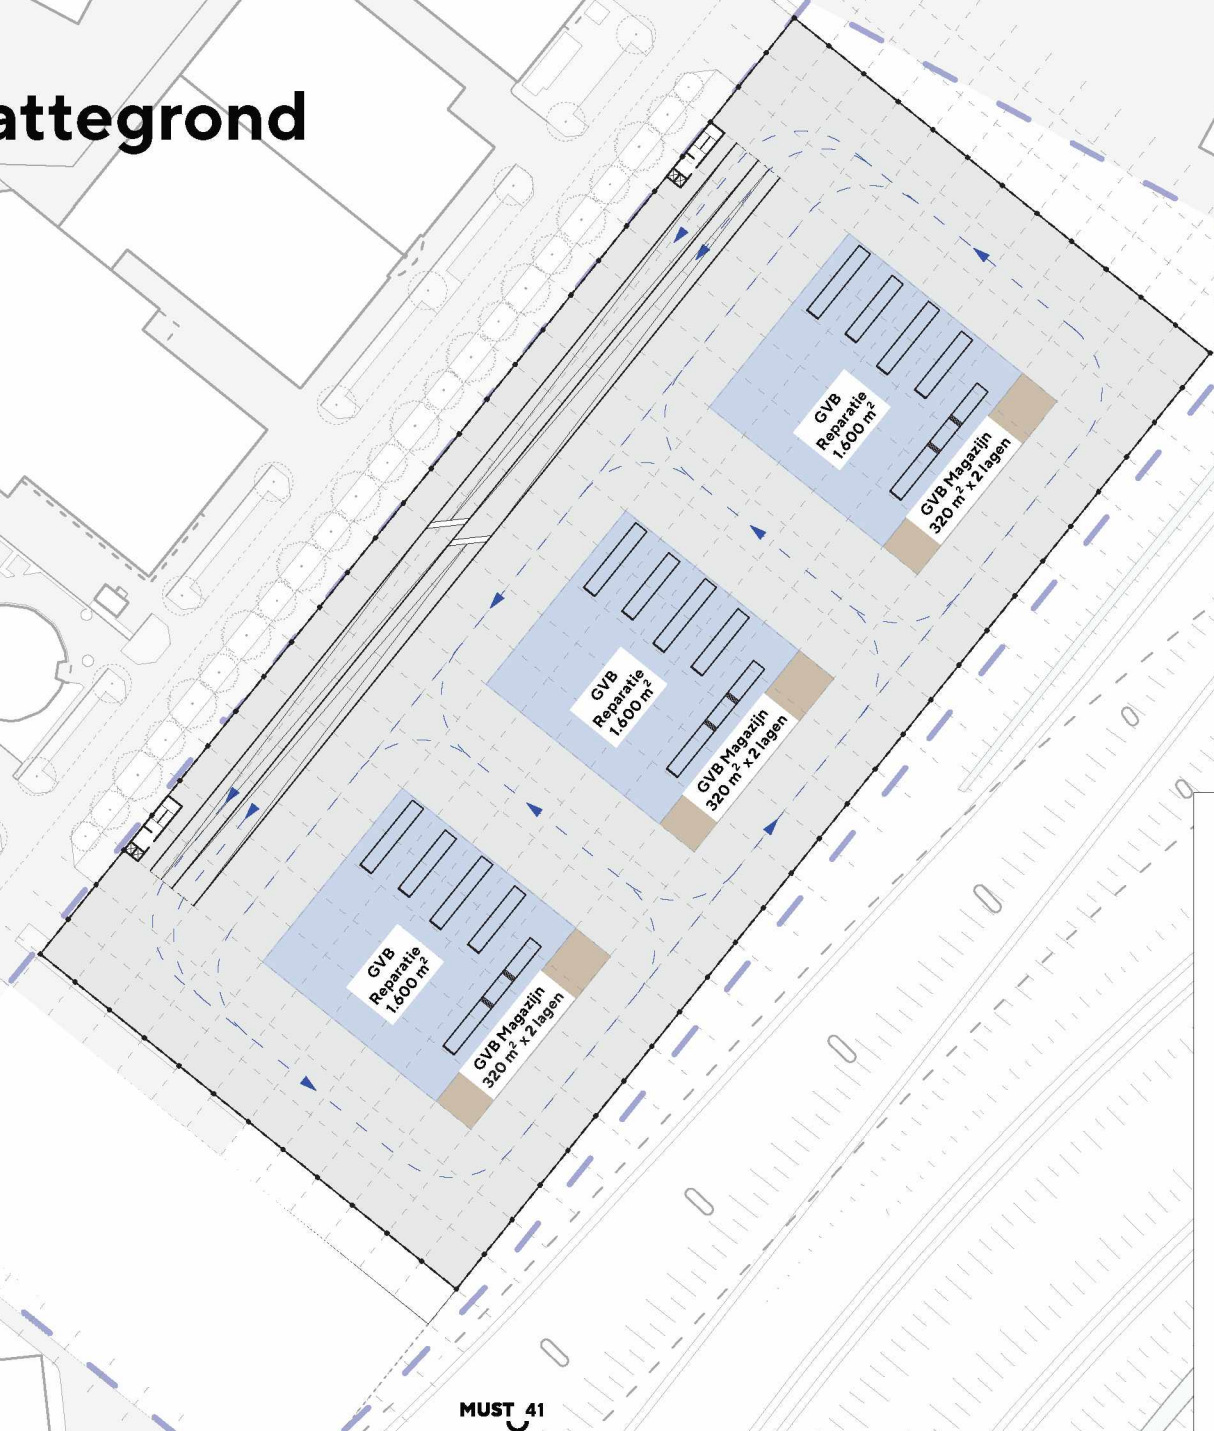 attegrond
GVB
Reparatie
1.600 m²
GVB Magazijn
320 m² x 2 lagen
GVB
Reparatie
1.600 m²
GVB Magazijn
320 m² x 2 lagen
GVB
Reparatie
1.600 m²
GVB Magazijn
320 m² x 2 lagen
MUST 41